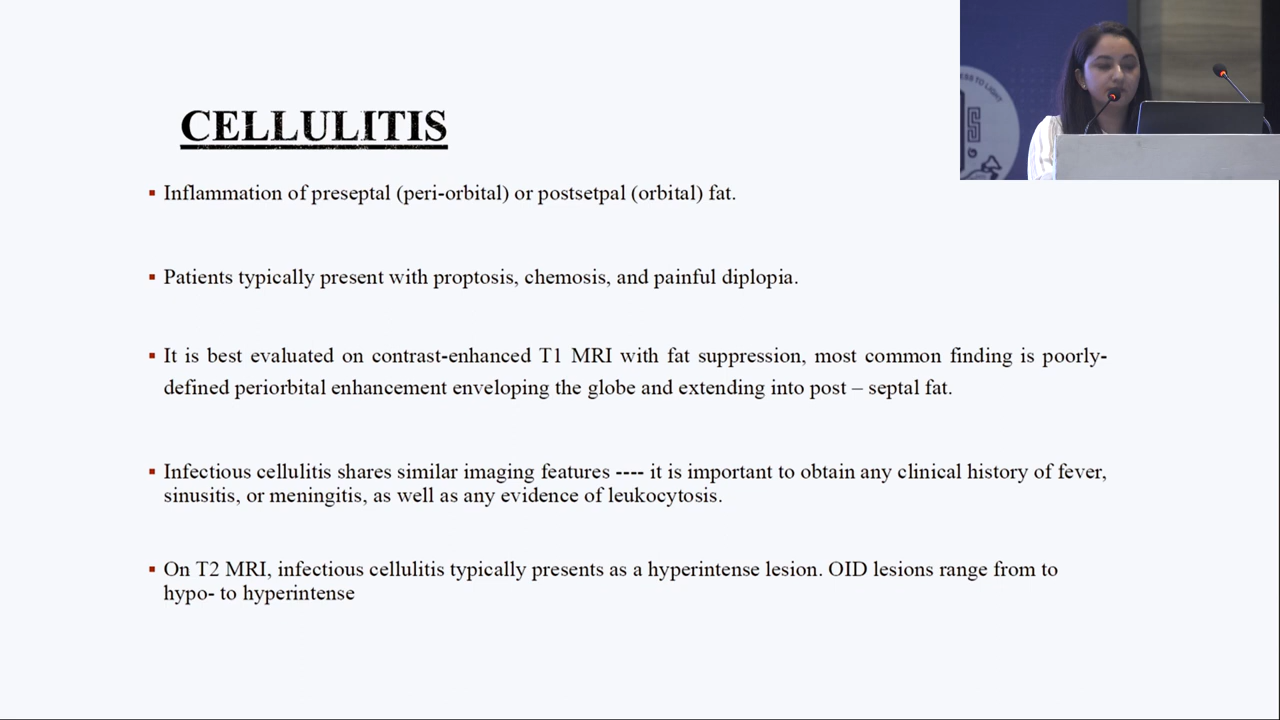 CELLULITIS
▪ Inflammation of preseptal (peri-orbital) or postsetpal (orbital) fat.
▪ Patients typically present with proptosis, chemosis, and painful diplopia.
▪ It is best evaluated on contrast-enhanced T1 MRI with fat suppression, most common finding is poorly-
defined periorbital enhancement enveloping the globe and extending into post – septal fat.
▪ Infectious cellulitis shares similar imaging features ---- it is important to obtain any clinical history of fever,
sinusitis, or meningitis, as well as any evidence of leukocytosis.
▪ On T2 MRI, infectious cellulitis typically presents as a hyperintense lesion. OID lesions range from to
hypo- to hyperintense
TO LIGHT